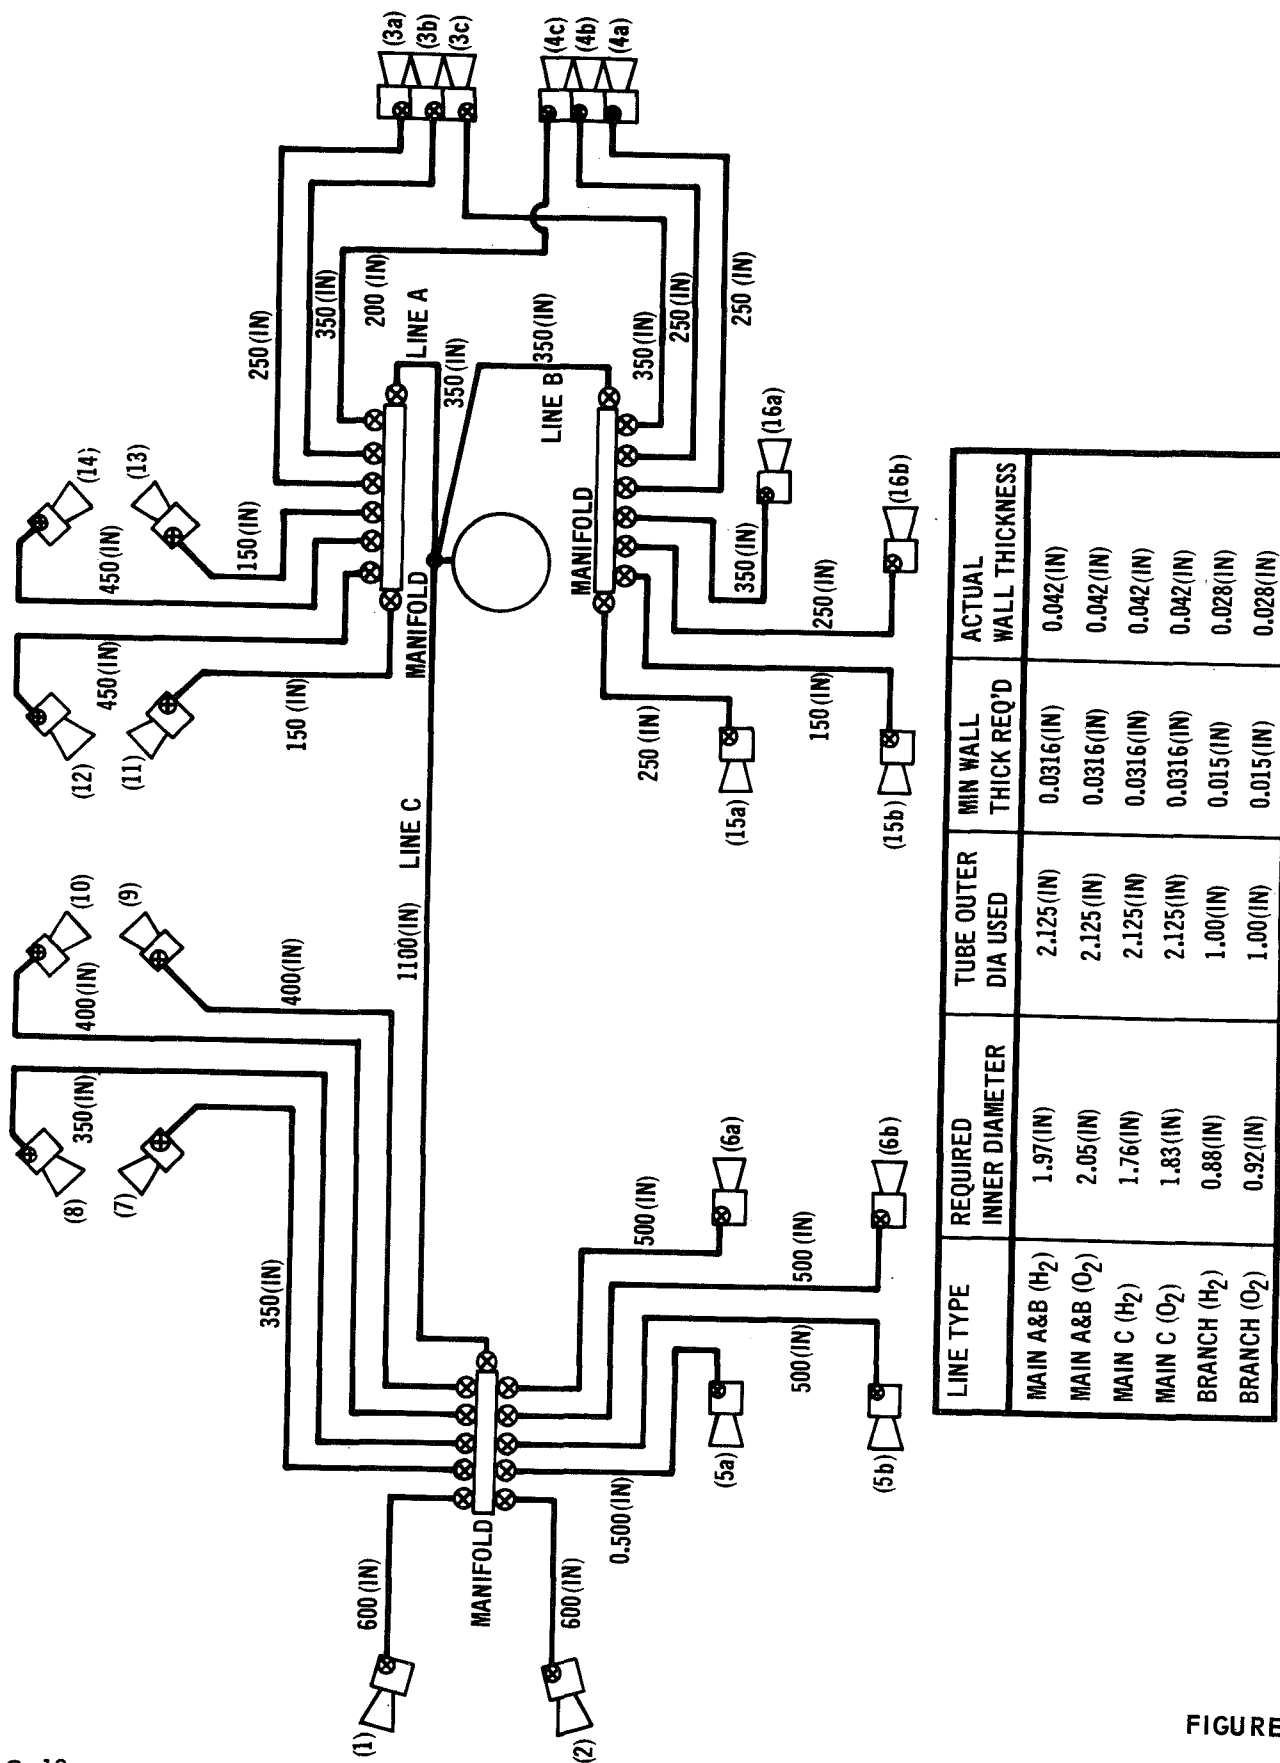 (1)
600 (IN)
(2)
600 (IN)
MANIFOLD
0.500(IN)
(5a)
(5b)
500(IN)
500 (IN)
(6b)
500 (IN)
(6a)
350(IN)
(7)
(8)
350(IN)
400(IN)
(10)
(9)
400(IN)
1100(IN)
LINE C
(12)
(11)
450(IN)
150 (IN)
450(IN)
(14)
(13)
150(IN)
MANIFOLD
250(IN)
350(IN)
200 (IN)
LINE A
350(IN)
(3a)
(3b)
(3c)
(4c)
(4b)
(4a)
LINE B
350(IN)
MANIFOLD
350(IN)
250(IN)
250 (IN)
250 (IN)
(15a)
150(IN)
(15b)
250(IN)
(16b)
350(IN)
(16a)
LINE TYPE
REQUIRED
INNER DIAMETER
TUBE OUTER
DIA USED
MIN WALL
THICK REQ'D
ACTUAL
WALL THICKNESS
MAIN A&B (H2) 1.97(IN) 2.125(IN) 0.0316(IN) 0.042(IN)
MAIN A&B (O2) 2.05(IN) 2.125(IN) 0.0316(IN) 0.042(IN)
MAIN C (H2) 1.76(IN) 2.125(IN) 0.0316(IN) 0.042(IN)
MAIN C (O2) 1.83(IN) 2.125(IN) 0.0316(IN) 0.042(IN)
BRANCH (H2) 0.88(IN) 1.00(IN) 0.015(IN) 0.028(IN)
BRANCH (O2) 0.92(IN) 1.00(IN) 0.015(IN) 0.028(IN)
FIGURE